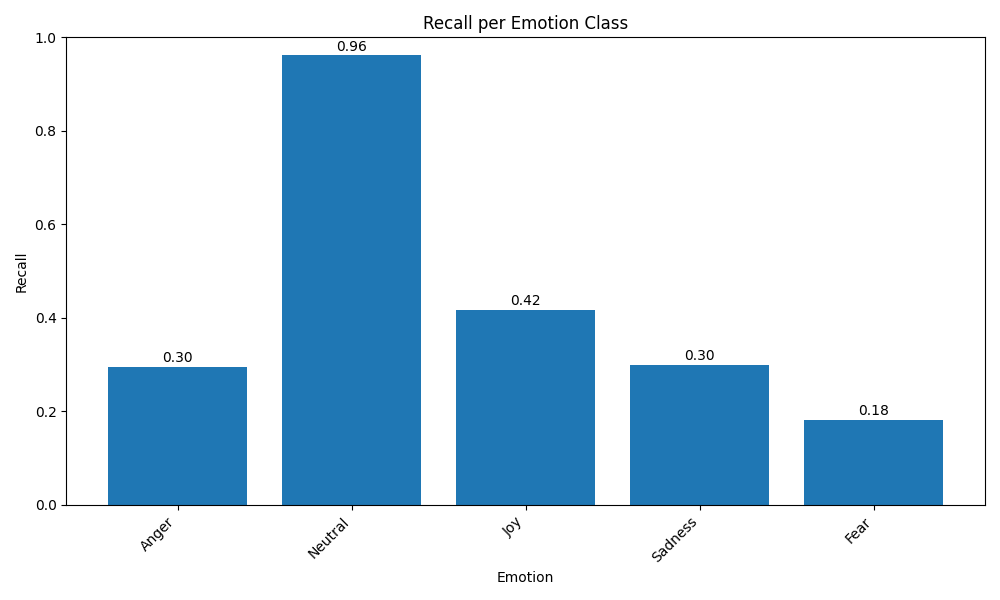 Recall per Emotion Class
1.0
0.8
0.6
0.4
0.2
0.0
Recall
0.30
0.96
0.42
0.30
0.18
Anger
Neutral
Joy
Sadness
Fear
Emotion